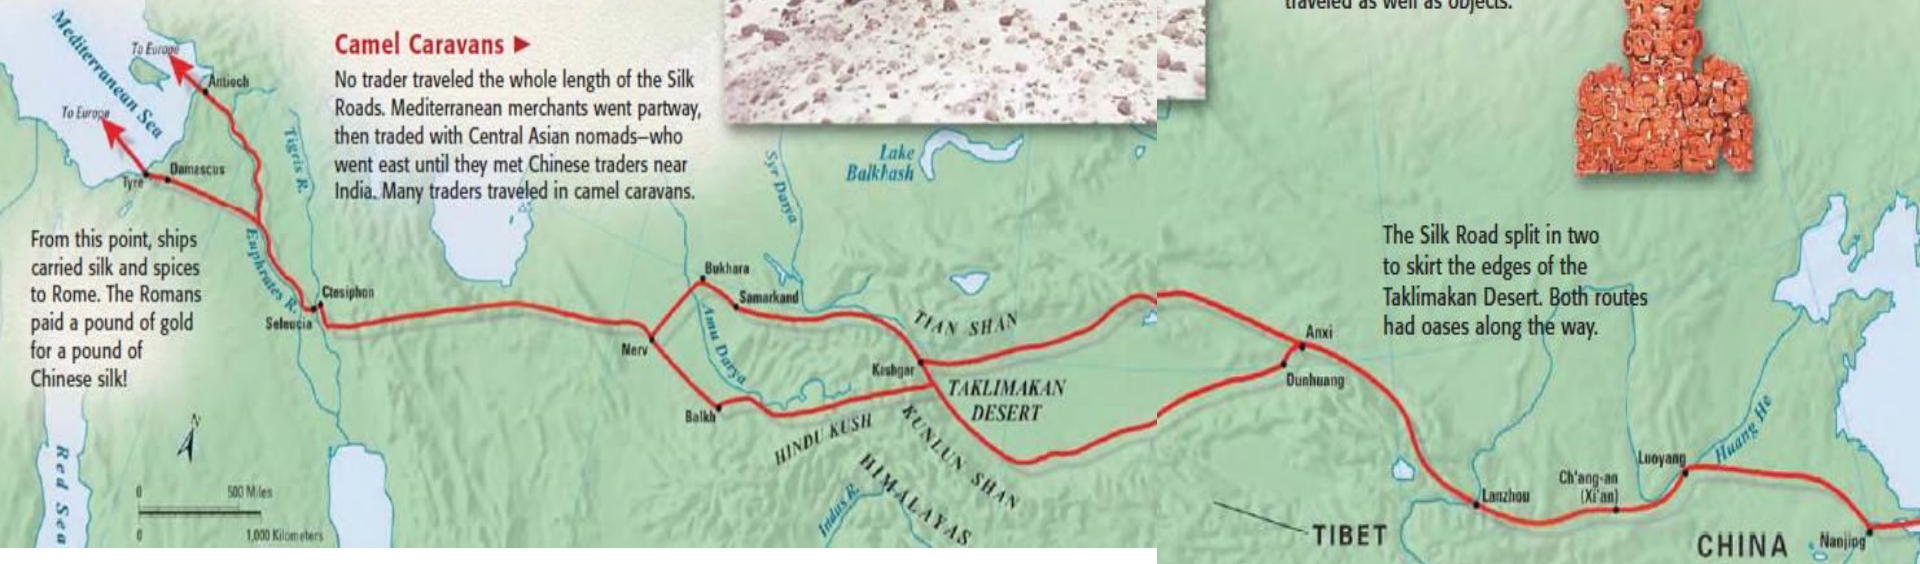 traveled as well as objects.
Mediterranean Sea
To Europe
Antioch
To Europe
Tyre
Damascus
Tigris R.
Camel Caravans ►
No trader traveled the whole length of the Silk
Roads. Mediterranean merchants went partway,
then traded with Central Asian nomads—who
went east until they met Chinese traders near
India. Many traders traveled in camel caravans.
From this point, ships
carried silk and spices
to Rome. The Romans
paid a pound of gold
for a pound of
Chinese silk!
Euphrates R.
Ctesiphon
Seleucia
Lake
Balkhash
Syr Darya
Bukhara
Samarkand
Amu Darya
Nerv
Balkh
Kashgar
TIAN SHAN
TAKLIMAKAN
DESERT
HINDU KUSH
KUNLUN SHAN
HIMALAYAS
Indus R.
Red Sea
N
0 500 Miles
0 1,000 Kilometers
The Silk Road split in two
to skirt the edges of the
Taklimakan Desert. Both routes
had oases along the way.
Anxi
Dunhuang
Lanzhou
Ch'ang-an
(Xi'an)
Luoyang
Huang He
TIBET
CHINA
Nanjing